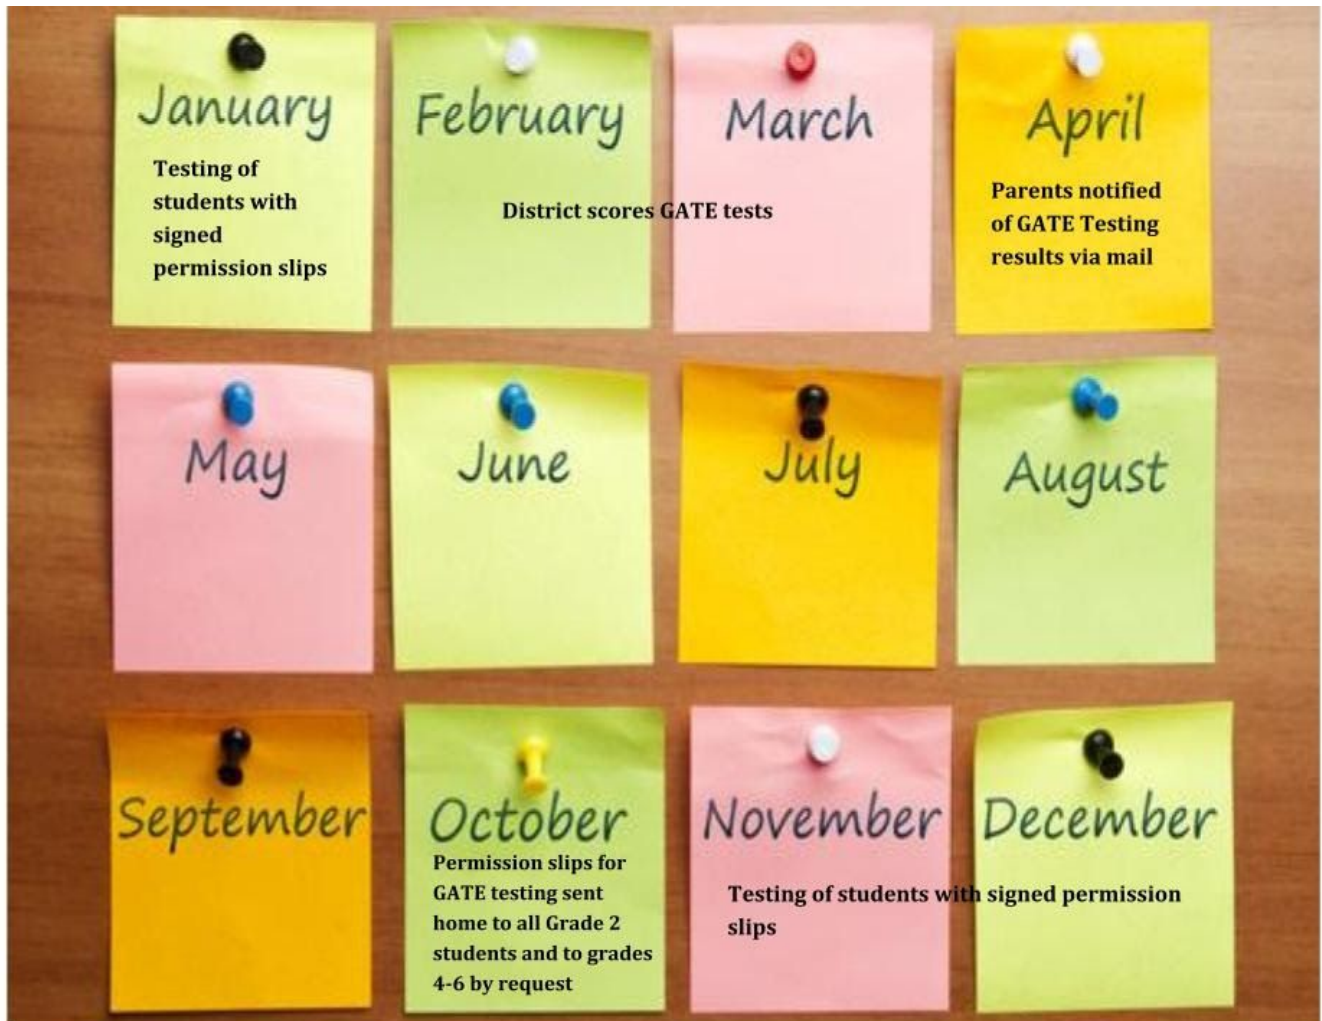 January
Testing of
students with
signed
permission slips
February
March
District scores GATE tests
April
Parents notified
of GATE Testing
results via mail
May
June
July
August
September
October
Permission slips for
GATE testing sent
home to all Grade 2
students and to grades
4-6 by request
November
December
Testing of students with signed permission
slips